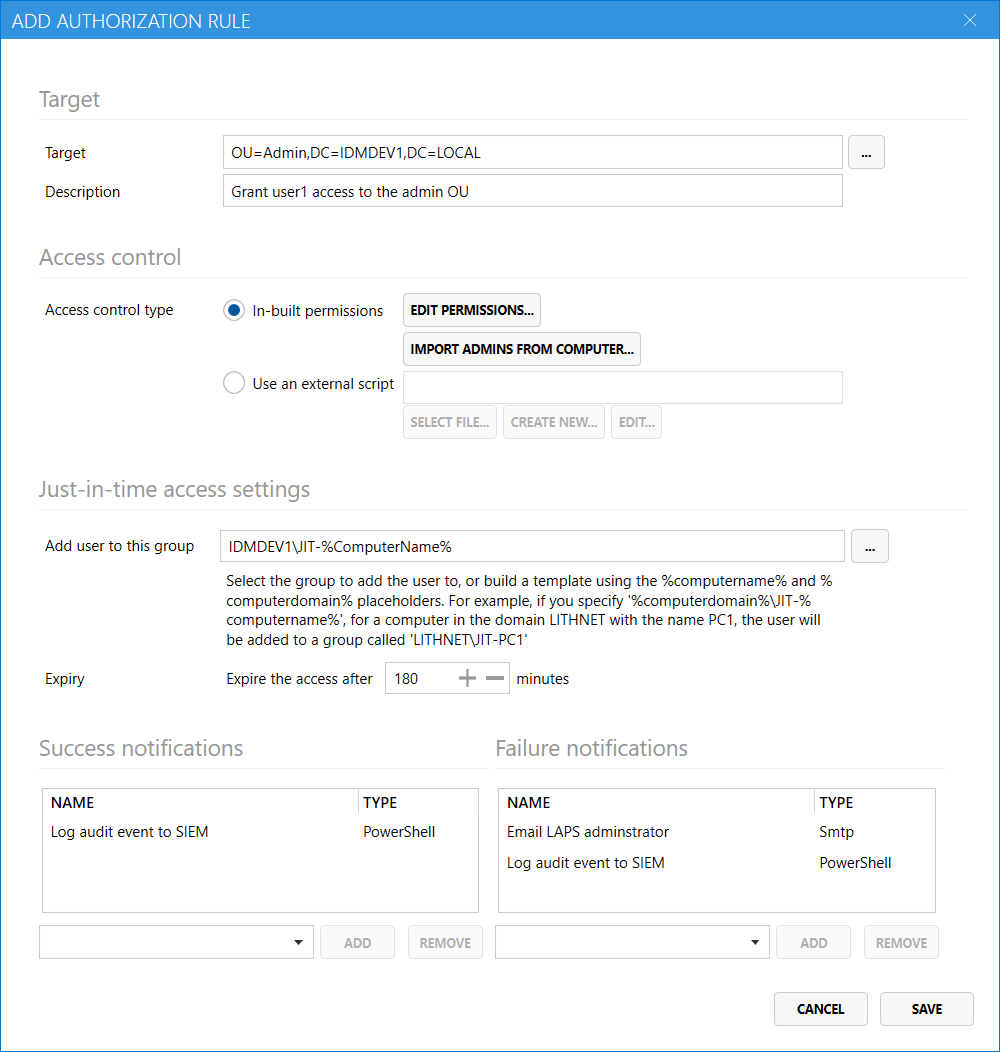 ADD AUTHORIZATION RULE
Target
Target
OU=Admin,DC=IDMDEV1,DC=LOCAL
...
Description
Grant user1 access to the admin OU
Access control
Access control type
In-built permissions
EDIT PERMISSIONS...
IMPORT ADMINS FROM COMPUTER...
Use an external script
SELECT FILE...
CREATE NEW...
EDIT...
Just-in-time access settings
Add user to this group
IDMDEV1\JIT-%ComputerName%
...
Select the group to add the user to, or build a template using the %computername% and %
computerdomain% placeholders. For example, if you specify '%computerdomain%\JIT-%
computername%', for a computer in the domain LITHNET with the name PC1, the user will
be added to a group called 'LITHNET\JIT-PC1'
Expiry
Expire the access after
180
minutes
Success notifications
NAME TYPE
Log audit event to SIEM PowerShell
ADD
REMOVE
Failure notifications
NAME TYPE
Email LAPS adminstrator Smtp
Log audit event to SIEM PowerShell
ADD
REMOVE
CANCEL
SAVE